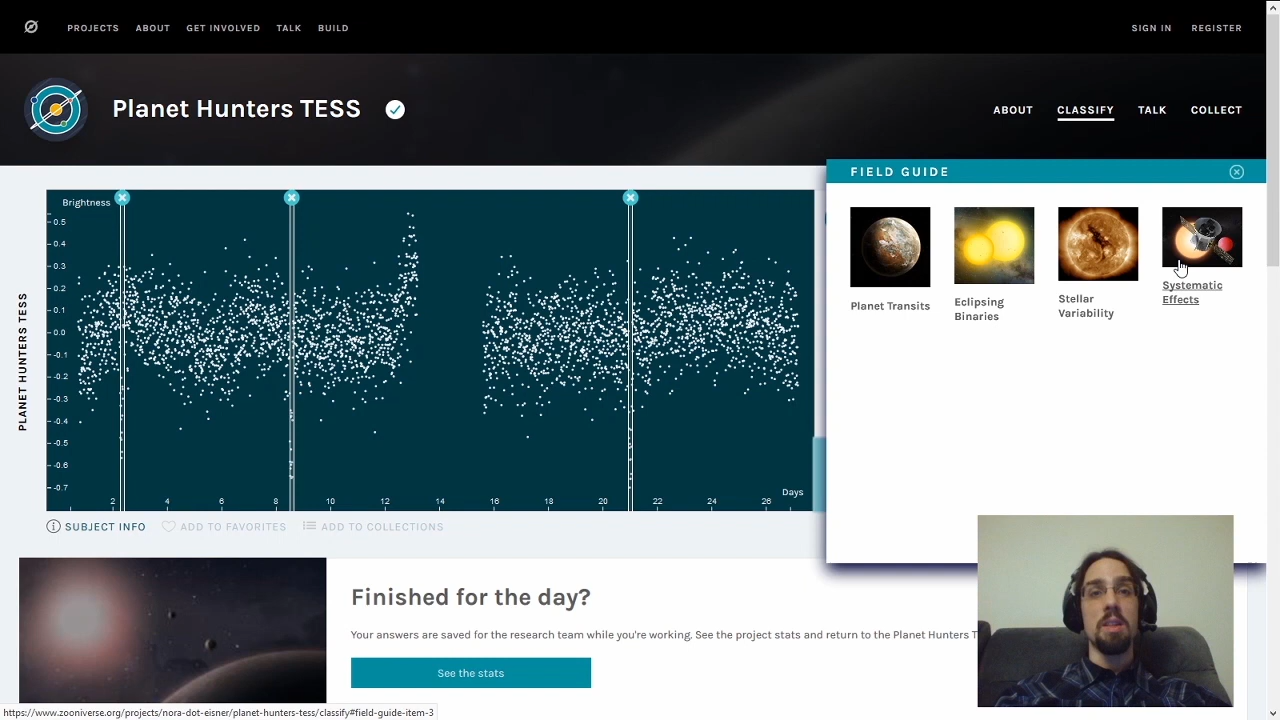 PROJECTS ABOUT GET INVOLVED TALK BUILD SIGN IN REGISTER
Planet Hunters TESS
ABOUT CLASSIFY TALK COLLECT
FIELD GUIDE
Planet Transits
Eclipsing
Binaries
Stellar
Variability
Systematic
Effects
PLANET HUNTERS TESS
Brightness
0.5
0.4
0.3
0.2
0.1
0.0
-0.1
-0.2
-0.3
-0.4
-0.5
-0.6
-0.7
2 4 6 8 10 12 14 16 18 20 22 24 26
Days
SUBJECT INFO ADD TO FAVORITES ADD TO COLLECTIONS
Finished for the day?
Your answers are saved for the research team while you're working. See the project stats and return to the Planet Hunters T
See the stats
https://www.zooniverse.org/projects/nora-dot-eisner/planet-hunters-tess/classify#field-guide-item-3